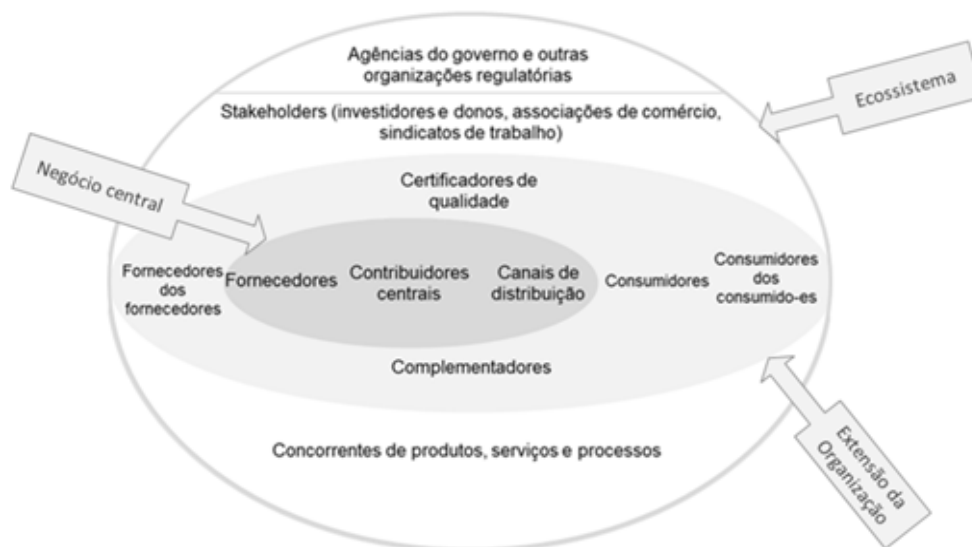 Agências do governo e outras
organizações regulatórias
Ecossistema
Stakeholders (investidores e donos, associações de comércio,
sindicatos de trabalho)
Negócio central
Certificadores de
qualidade
Fornecedores
dos
fornecedores
Fornecedores
Contribuidores
centrais
Canais de
distribuição
Consumidores
Consumidores
dos
consumido-es
Complementadores
Extensão da
Organização
Concorrentes de produtos, serviços e processos